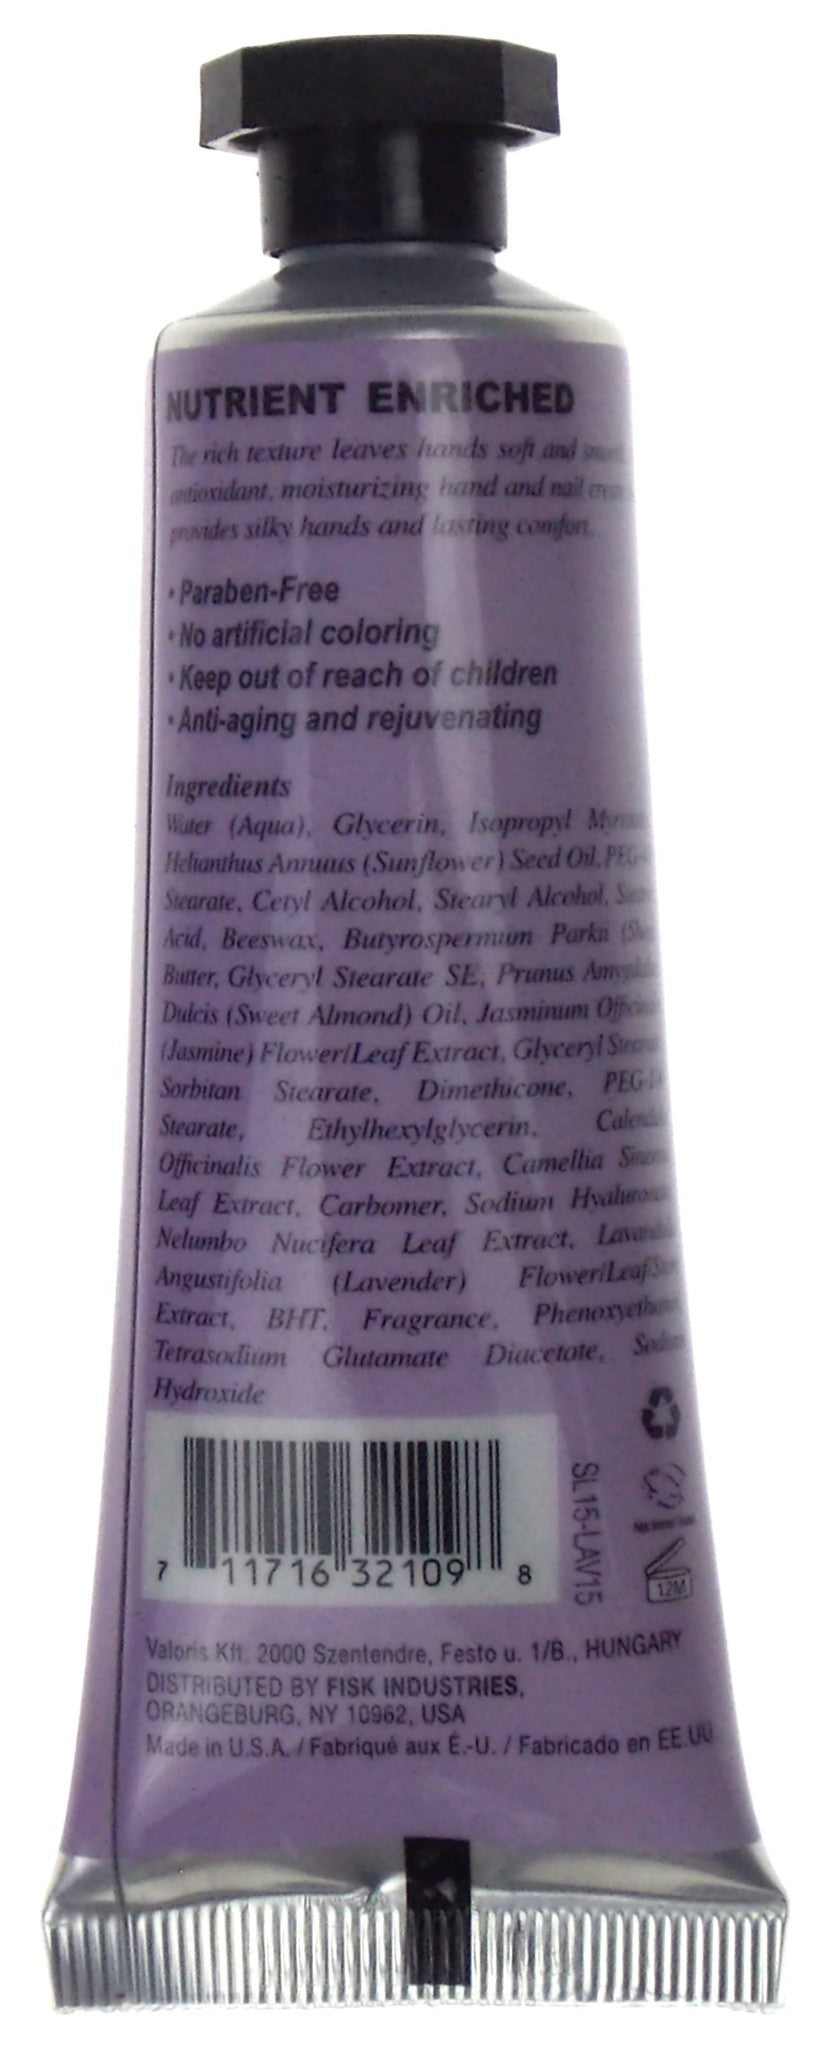 NUTRIENT ENRICHED
The rich texture leaves hands soft and
antioxidant, moisturizing hand and nail
provides silky hands and lasting comfort.
• Paraben-Free
• No artificial coloring
• Keep out of reach of children
• Anti-aging and rejuvenating
Ingredients
Water (Aqua), Glycerin, Isopropyl
Helianthus Annuus (Sunflower) Seed Oil,
Stearate, Cetyl Alcohol, Stearyl Alcohol,
Acid, Beeswax, Butyrospermum Parkii
Butter, Glyceryl Stearate SE, Prunus
Dulcis (Sweet Almond) Oil, Jasminum
(Jasmine) Flower/Leaf Extract, Glyceryl
Sorbitan Stearate, Dimethicone,
Stearate, Ethylhexylglycerin,
Officinalis Flower Extract, Camellia
Leaf Extract, Carbomer, Sodium
Nelumbo Nucifera Leaf Extract,
Angustifolia (Lavender)
Extract, BHT, Fragrance,
Tetrasodium Glutamate Diacetate,
Hydroxide
7 11716 32109 8
SL15-LAV15
12M
Valoris Kft. 2000 Szentendre, Festo u. 1/B., HUNGARY
DISTRIBUTED BY FISK INDUSTRIES,
ORANGEBURG, NY 10962, USA
Made in U.S.A. / Fabriqué aux É.-U. / Fabricado en EE.UU